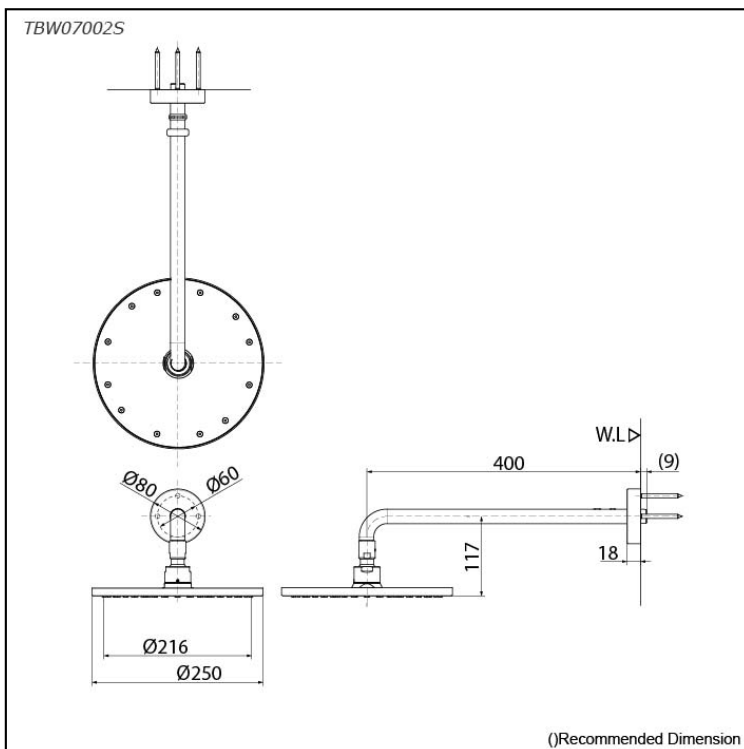 TBW07002S
W.L
400
(9)
Ø80
Ø60
117
18
Ø216
Ø250
()Recommended Dimension